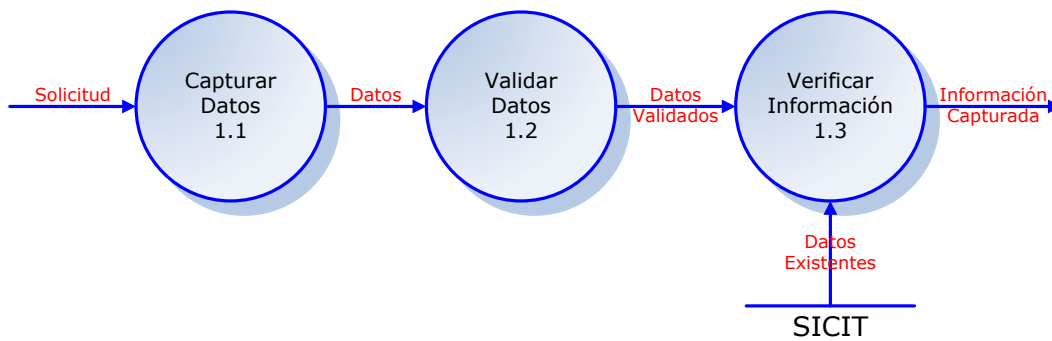 Solicitud
Capturar
Datos
1.1
Datos
Validar
Datos
1.2
Datos
Validados
Verificar
Información
1.3
Información
Capturada
Datos
Existentes
SICIT